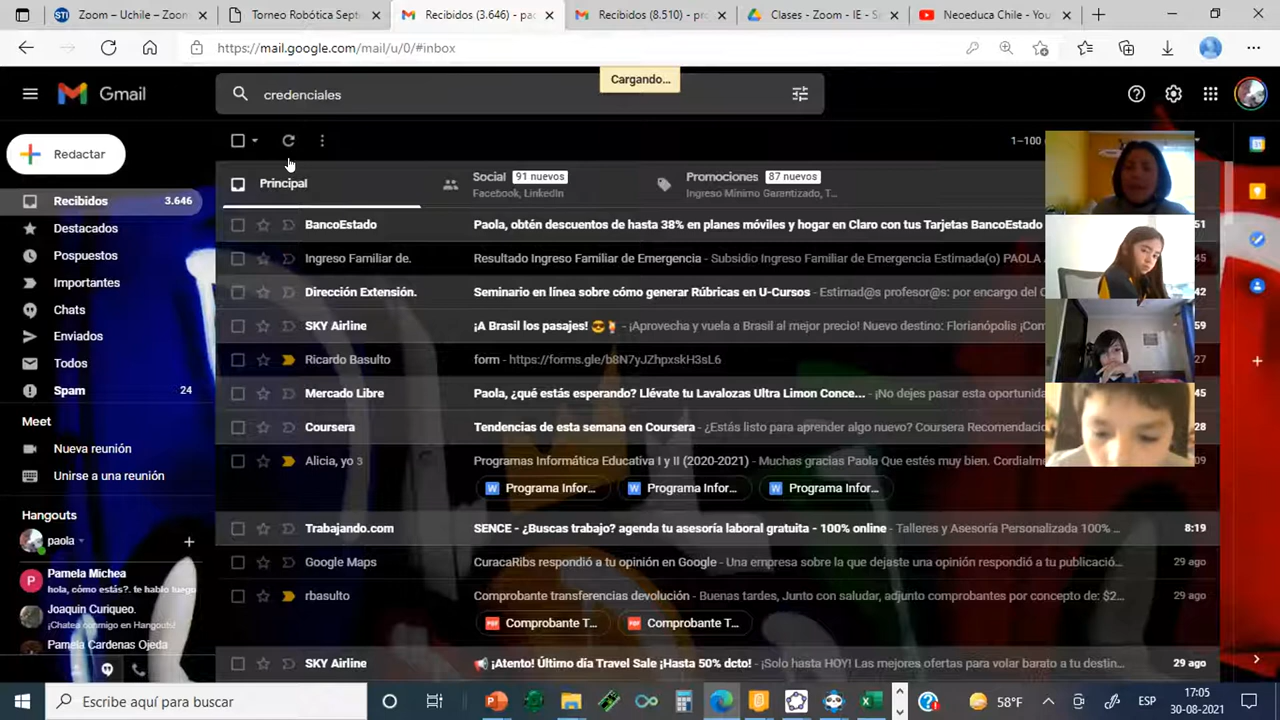 Zoom – Uchile – Zoom
Torneo Robótica Sept
Recibidos (3.646) - pao
Recibidos (8.510) - pro
Clases - Zoom - IE - S
Neoeduca Chile - You
https://mail.google.com/mail/u/0/#inbox
Cargando...
Gmail
credenciales
Redactar
1–100
Principal
Social
91 nuevos
Facebook, LinkedIn
Promociones
87 nuevos
Ingreso Mínimo Garantizado, T...
Recibidos 3.646
Destacados
Pospuestos
Importantes
Chats
Enviados
Todos
Spam 24
Meet
Nueva reunión
Unirse a una reunión
Hangouts
paola
Pamela Michea
hola, cómo estás?. te hablo luego
Joaquin Curiqueo.
¡Chatea conmigo en Hangouts!
Pamela Cardenas Ojeda
BancoEstado Paola, obtén descuentos de hasta 38% en planes móviles y hogar en Claro con tus Tarjetas BancoEstado 51
Ingreso Familiar de. Resultado Ingreso Familiar de Emergencia - Subsidio Ingreso Familiar de Emergencia Estimada(o) PAOLA 45
Dirección Extensión. Seminario en línea sobre cómo generar Rúbricas en U-Cursos - Estimad@s profesor@s: por encargo del C 42
SKY Airline ¡A Brasil los pasajes! 😎🍹 - ¡Aprovecha y vuela a Brasil al mejor precio! Nuevo destino: Florianópolis ¡Com 59
Ricardo Basulto form - https://forms.gle/b8N7yJZhpxskH3sL6 27
Mercado Libre Paola, ¿qué estás esperando? Llévate tu Lavalozas Ultra Limon Conce... - ¡No dejes pasar esta oportunida 45
Coursera Tendencias de esta semana en Coursera - ¿Estás listo para aprender algo nuevo? Coursera Recomendacio 28
Alicia, yo 3 Programas Informática Educativa I y II (2020-2021) - Muchas gracias Paola Que estés muy bien. Cordialme 09
Programa Infor... Programa Infor... Programa Infor...
Trabajando.com SENCE - ¿Buscas trabajo? agenda tu asesoría laboral gratuita - 100% online - Talleres y Asesoría Personalizada 100% ... 8:19
Google Maps CuracaRibs respondió a tu opinión en Google - Una empresa sobre la que dejaste una opinión respondió a tu publicació... 29 ago
rbasulto Comprobante transferencias devolución - Buenas tardes, Junto con saludar, adjunto comprobantes por concepto de: $2... 29 ago
Comprobante T... Comprobante T...
SKY Airline 📢 ¡Atento! Último día Travel Sale ¡Hasta 50% dcto! - ¡Solo hasta HOY! Las mejores ofertas para volar barato a tu destin... 29 ago
Escribe aquí para buscar
58°F
ESP
17:05
30-08-2021